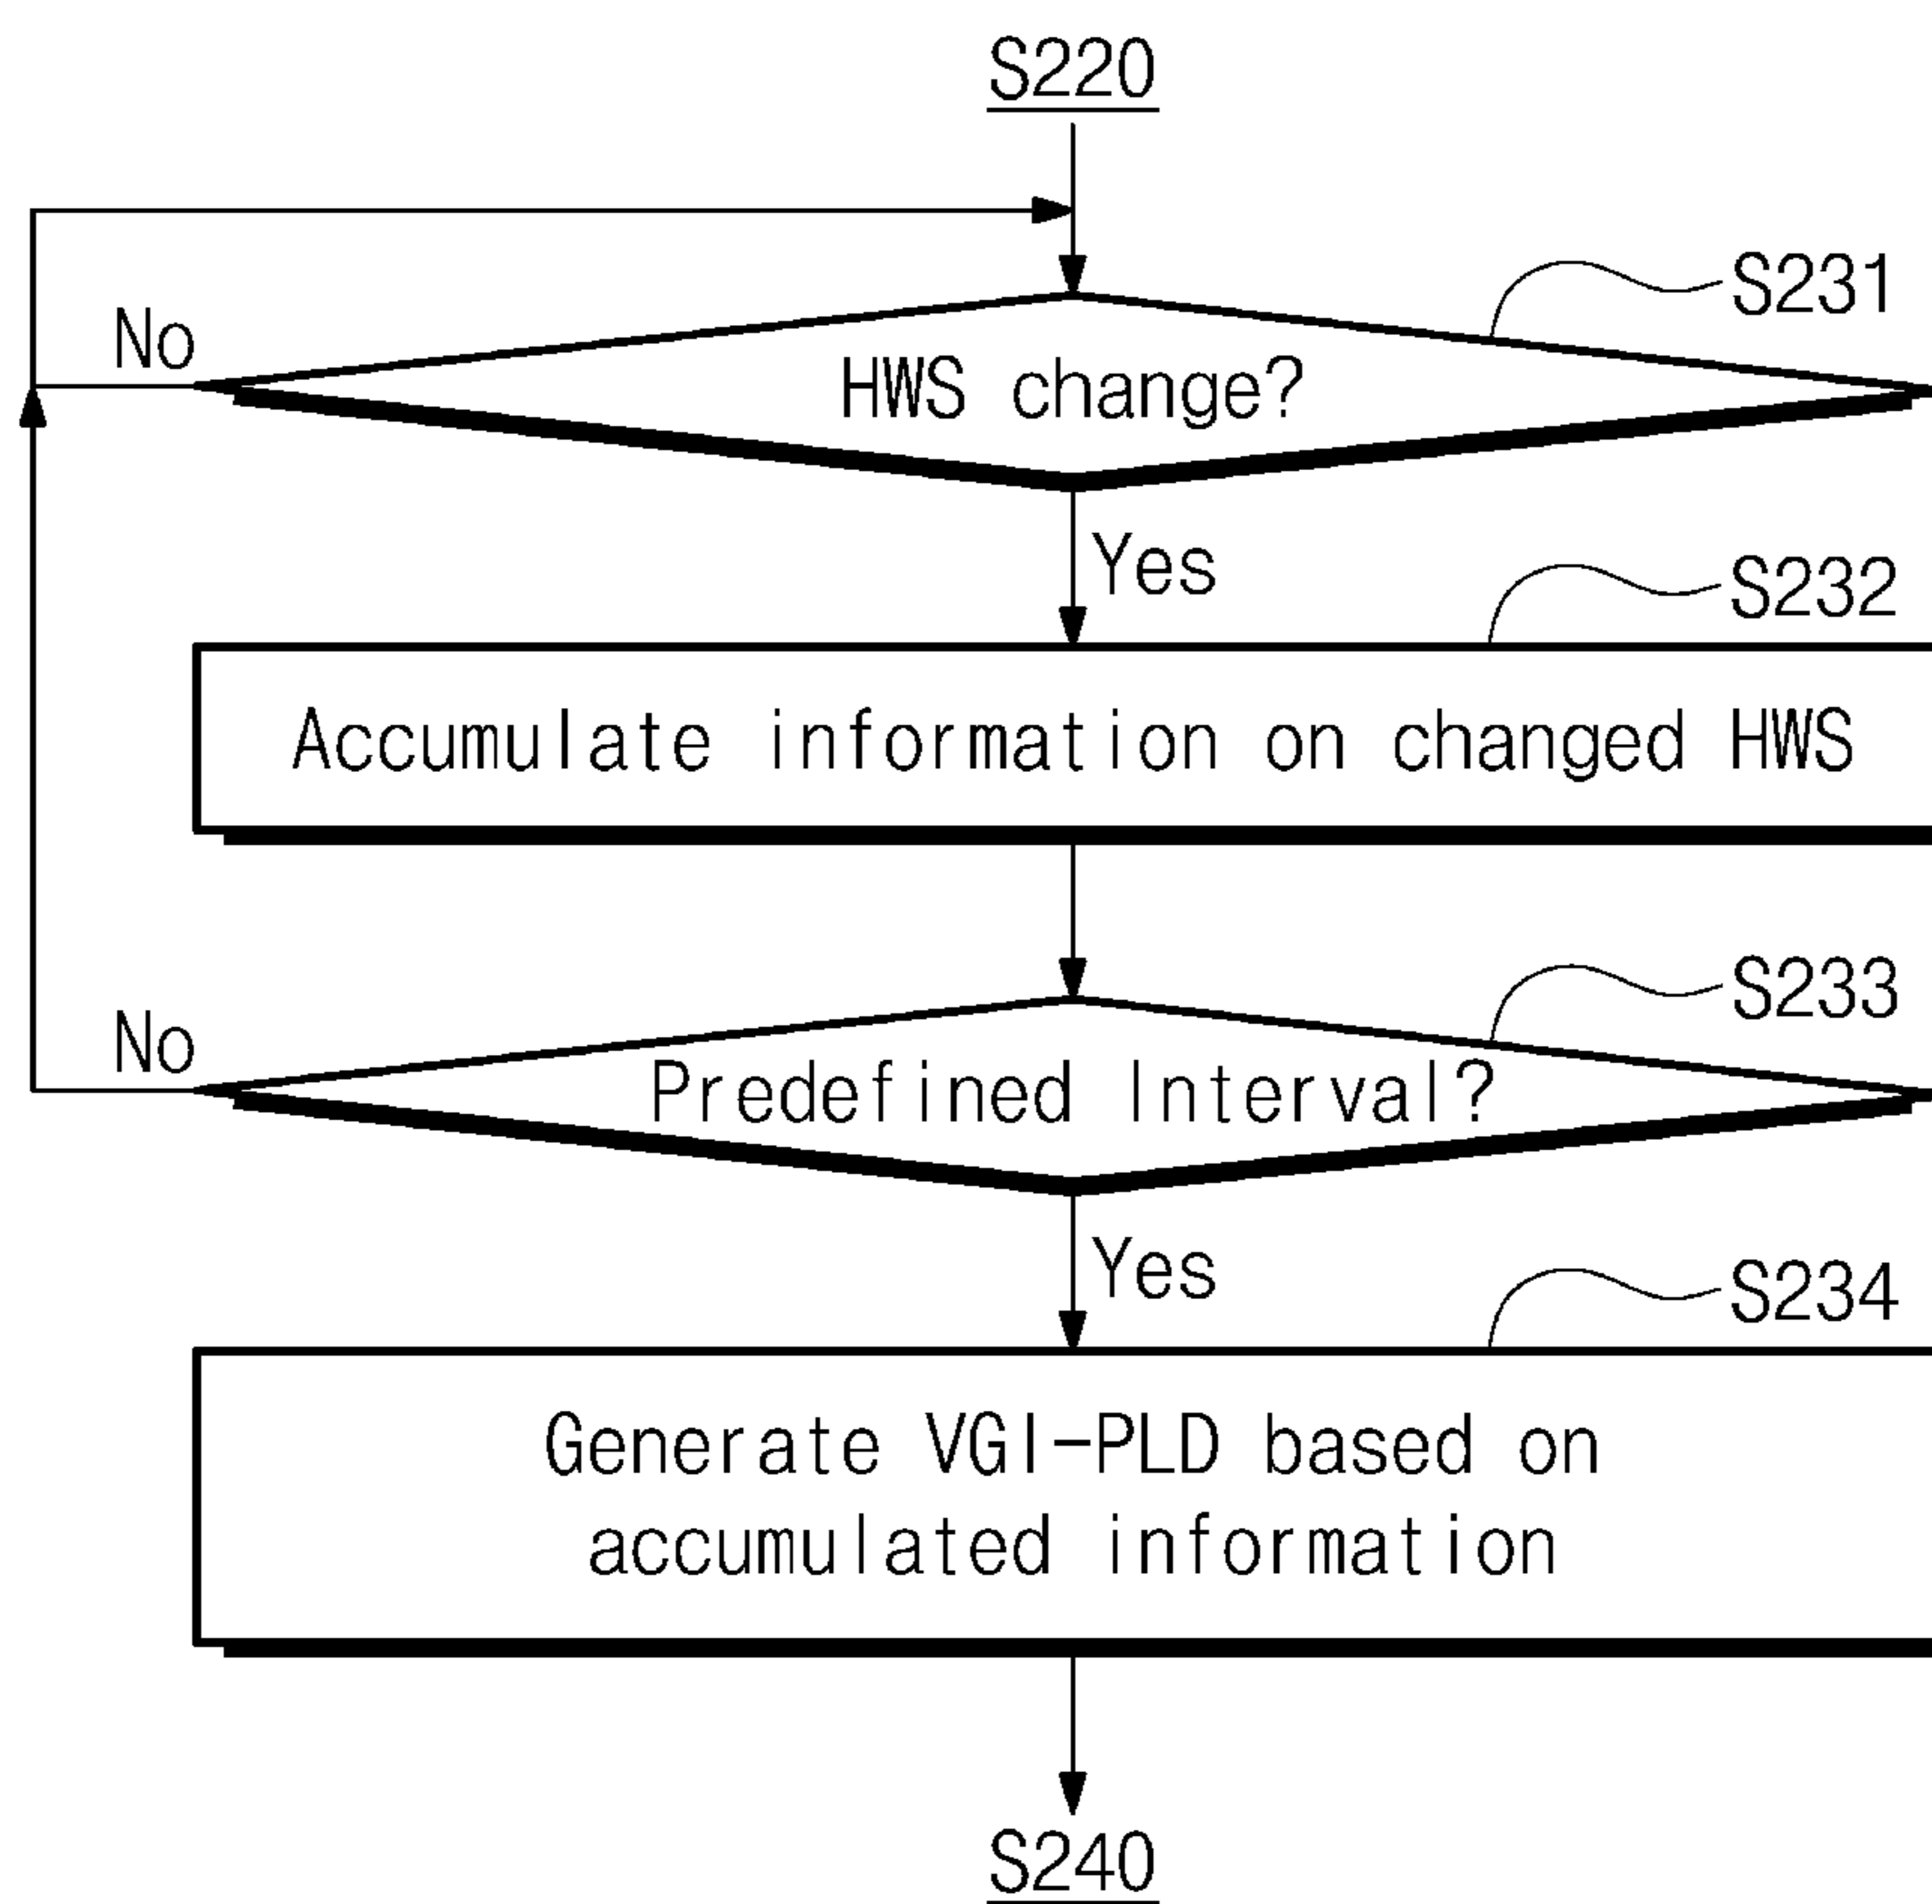 S220
S231
No
HWS change?
Yes
S232
Accumulate information on changed HWS
S233
No
Predefined Interval?
Yes
S234
Generate VGI-PLD based on
accumulated information
S240